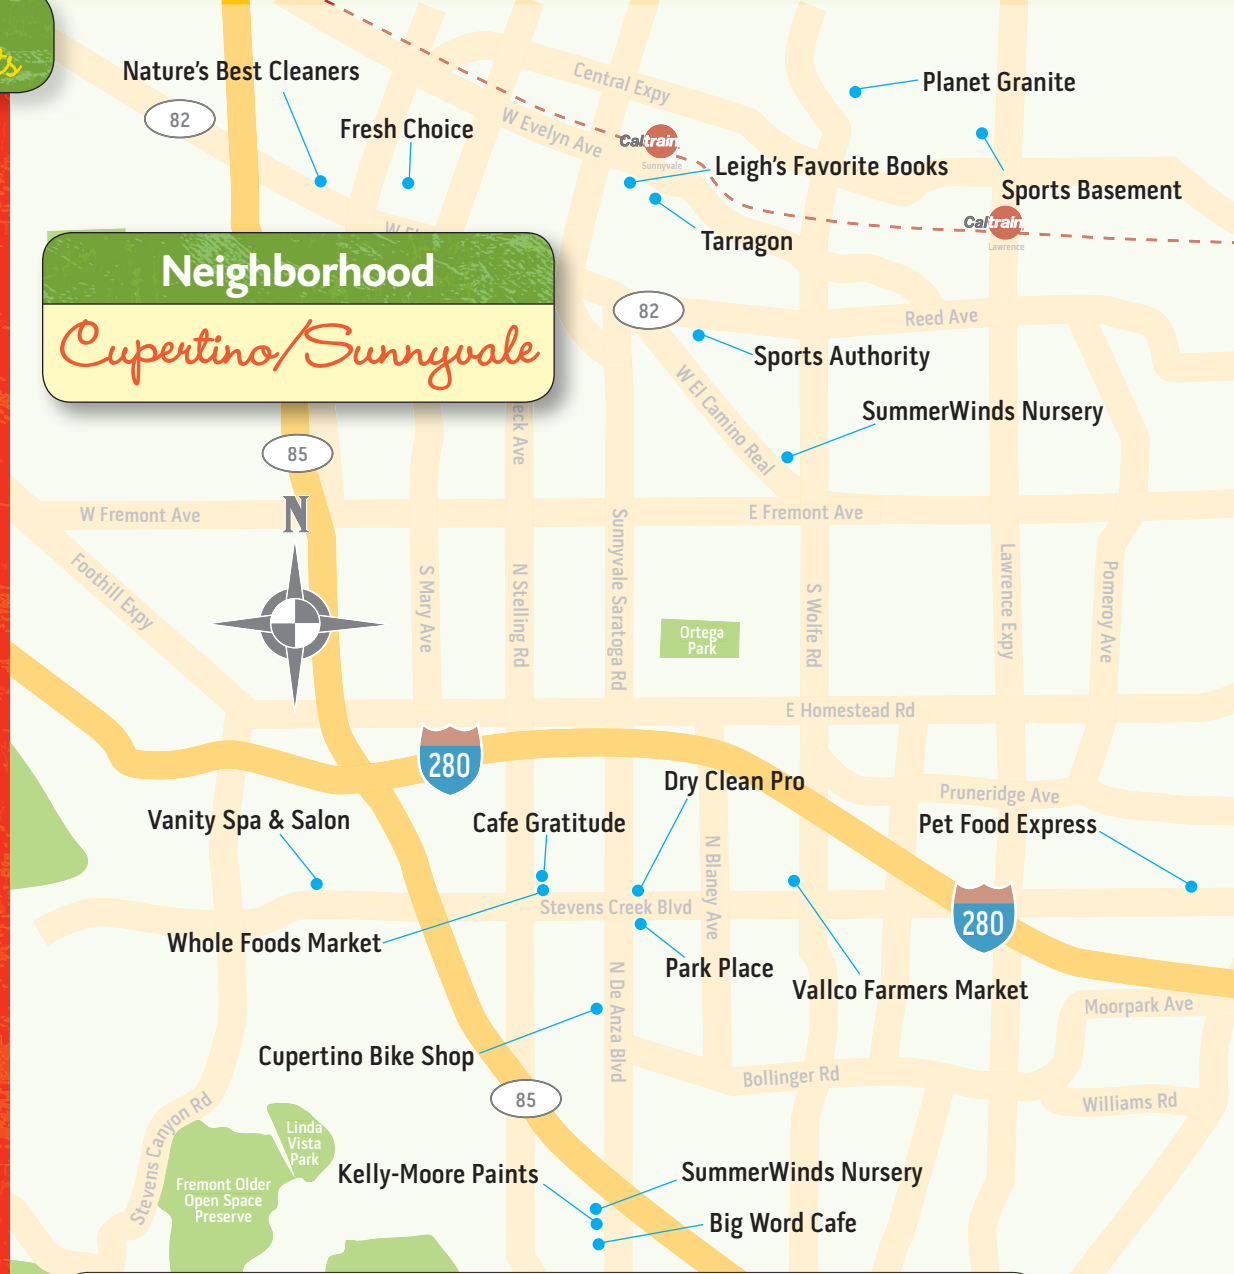 Nature's Best Cleaners
82
Fresh Choice
Central Expy
W Evelyn Ave
Caltrain
Sunnyvale
Planet Granite
Leigh's Favorite Books
Sports Basement
Caltrain
Lawrence
Tarragon
Neighborhood
Cupertino/Sunnyvale
82
Reed Ave
Sports Authority
W El Camino Real
SummerWinds Nursery
85
N
W Fremont Ave
E Fremont Ave
Foothill Expy
S Mary Ave
N Stelling Rd
Sunnyvale Saratoga Rd
Ortega
Park
S Wolfe Rd
Lawrence Expy
Pomeroy Ave
E Homestead Rd
280
Dry Clean Pro
Pruneridge Ave
Vanity Spa & Salon
Cafe Gratitude
Pet Food Express
N Blaney Ave
Stevens Creek Blvd
280
Whole Foods Market
Park Place
Vallco Farmers Market
N De Anza Blvd
Moorpark Ave
Cupertino Bike Shop
Bollinger Rd
85
Williams Rd
Stevens Canyon Rd
Linda
Vista
Park
Fremont Older
Open Space
Preserve
Kelly-Moore Paints
SummerWinds Nursery
Big Word Cafe